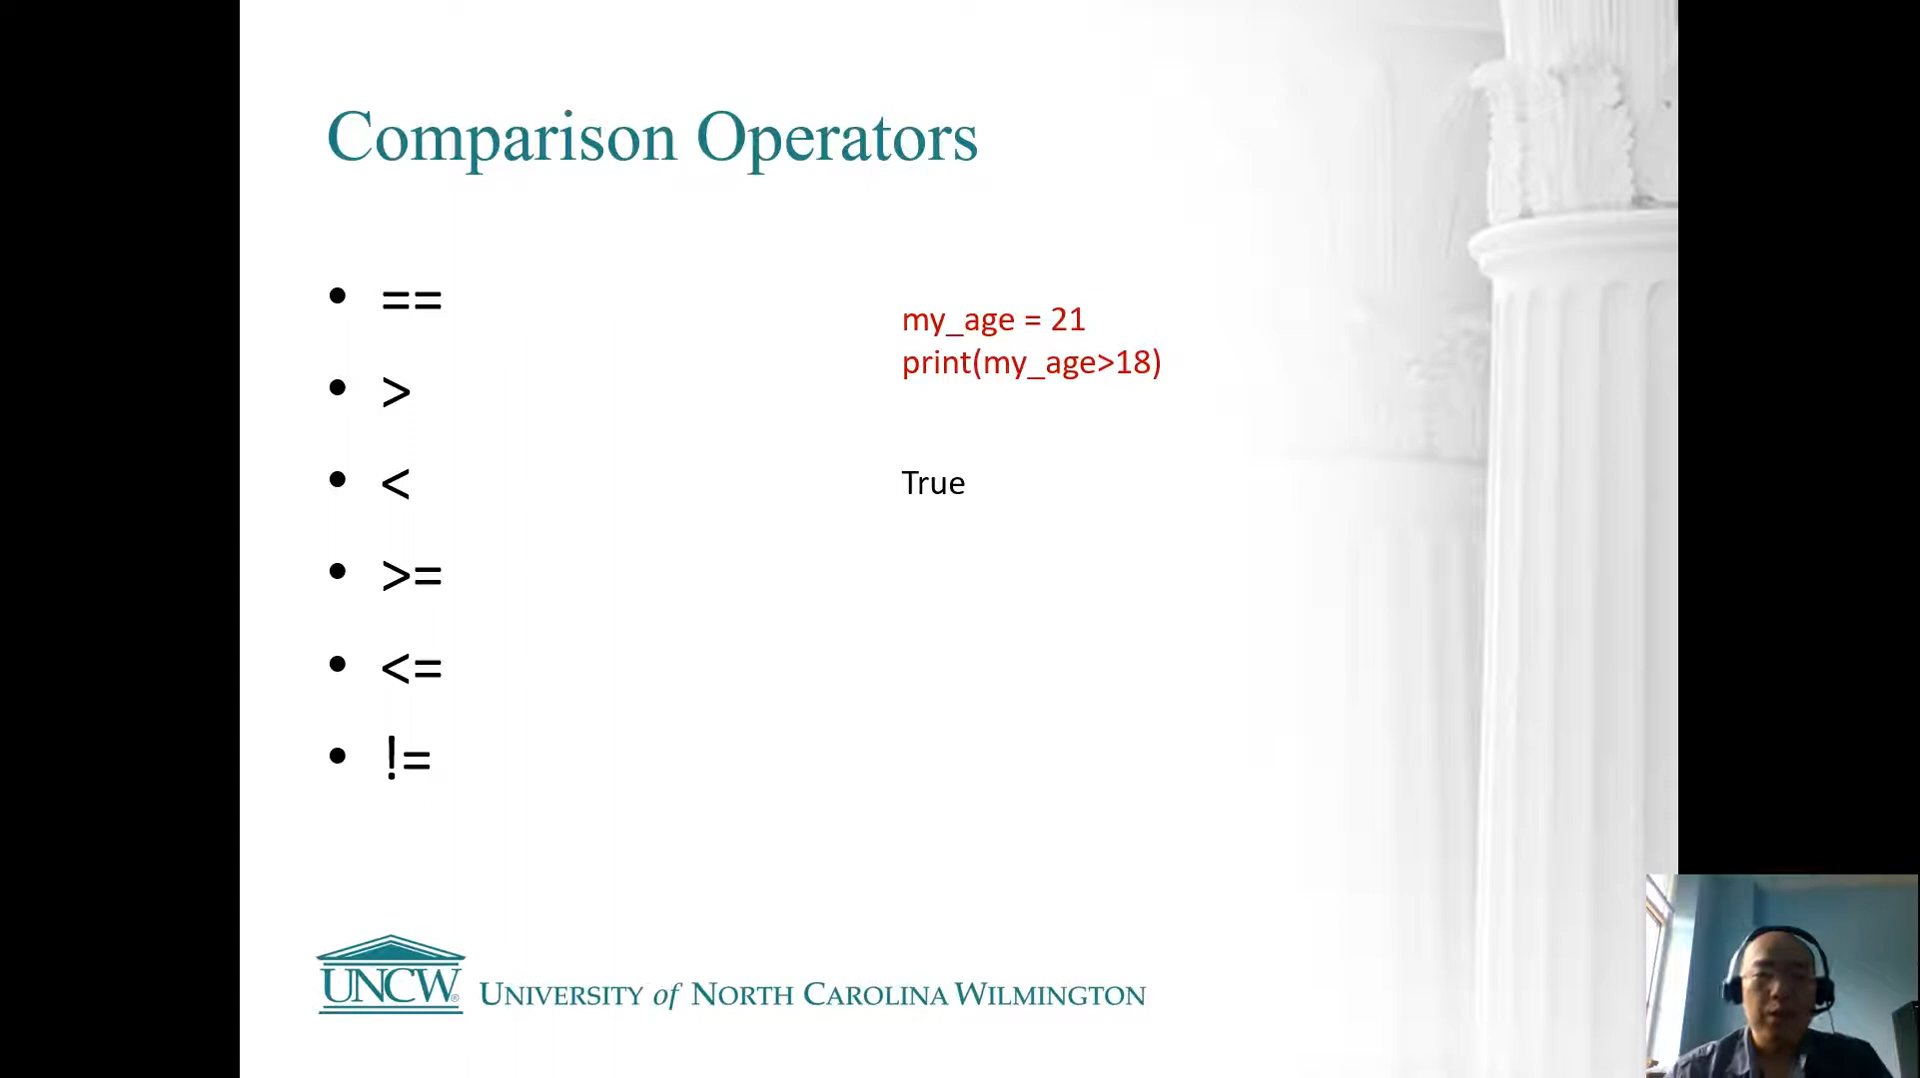 Comparison Operators
• ==
• >
• <
• >=
• <=
• !=
my_age = 21
print(my_age>18)
True
UNCW®
UNIVERSITY of NORTH CAROLINA WILMINGTON